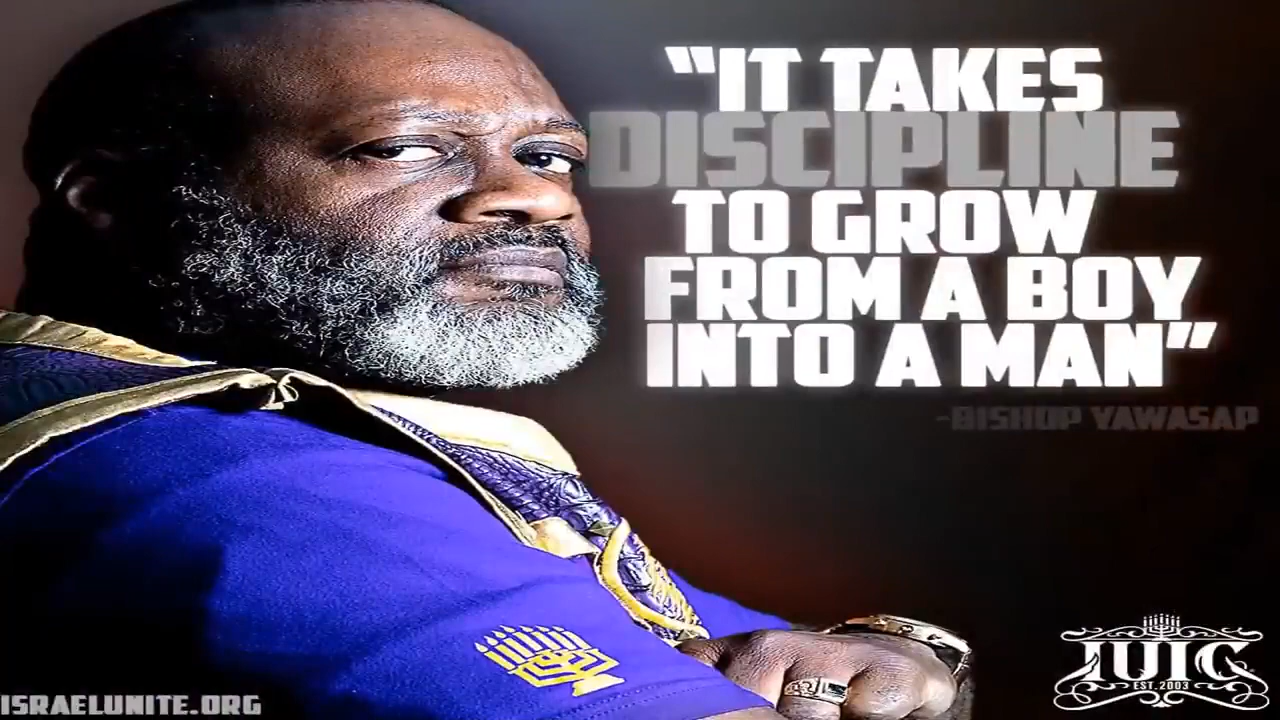 “IT TAKES
DISCIPLINE
TO GROW
FROM A BOY
INTO A MAN”
-BISHOP YAWASAP
IUIC
EST. 2003
ISRAELUNITE.ORG